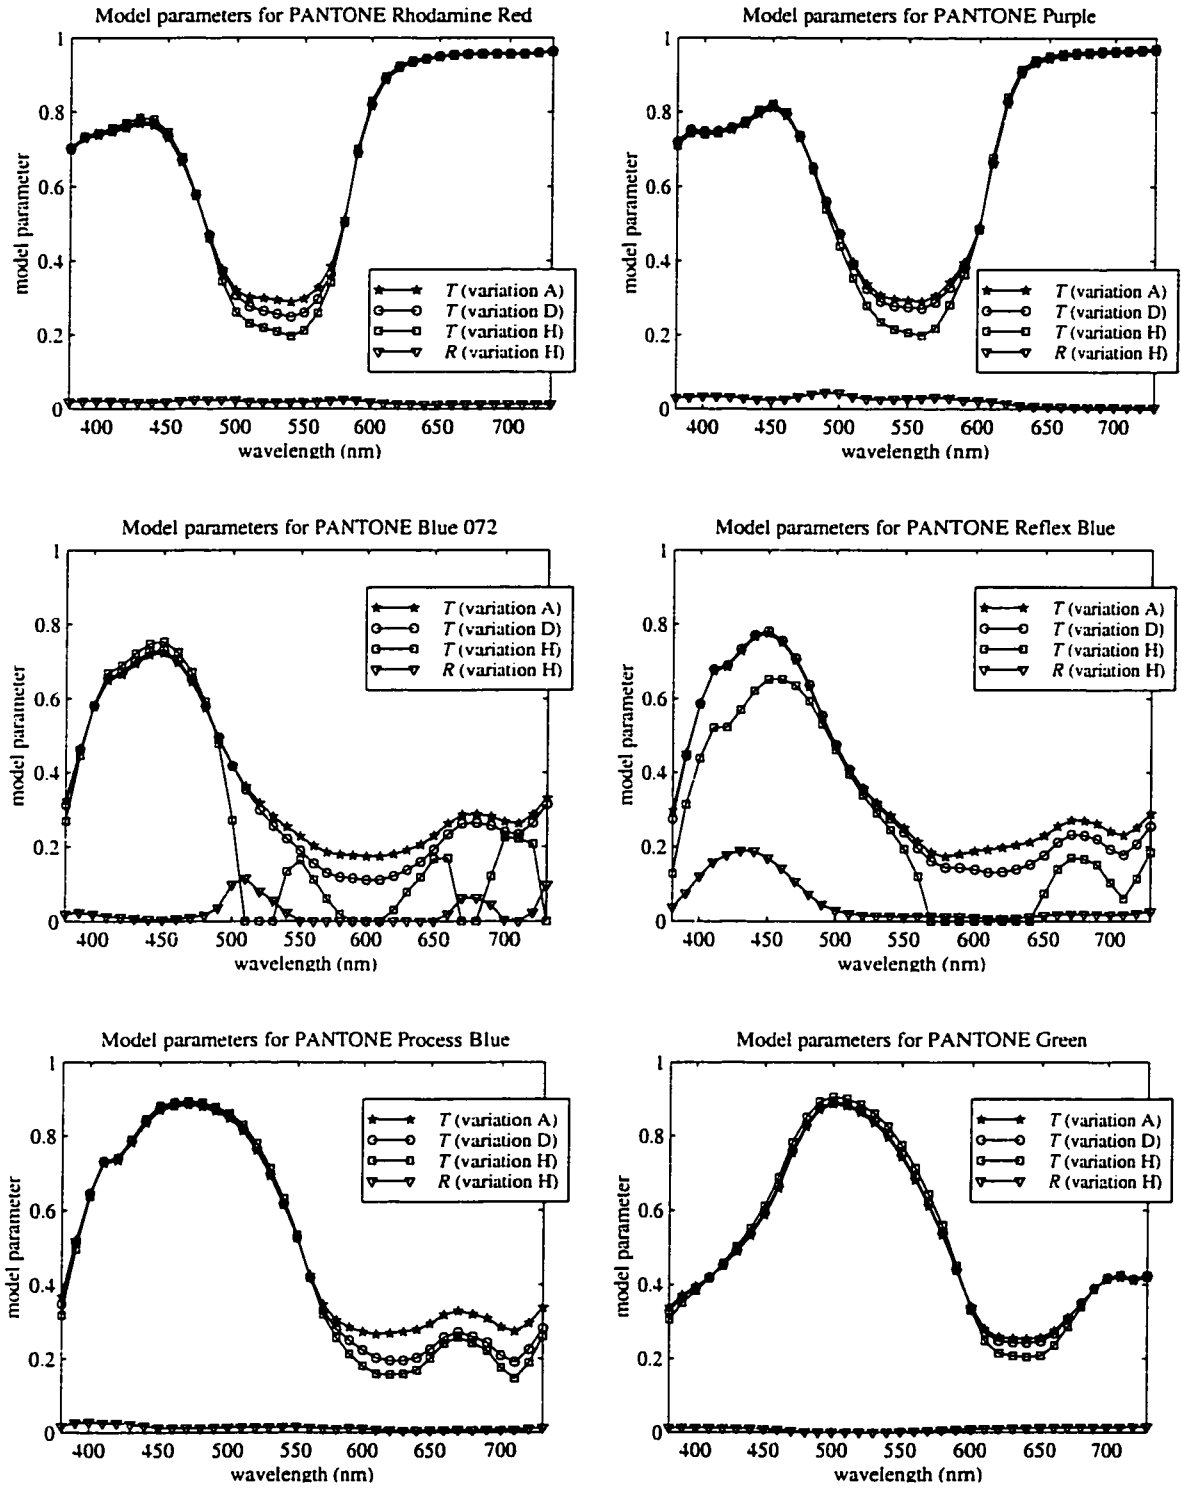 Model parameters for PANTONE Rhodamine Red
1
0.8
0.6
0.4
0.2
0
model parameter
T (variation A)
T (variation D)
T (variation H)
R (variation H)
400 450 500 550 600 650 700
wavelength (nm)
Model parameters for PANTONE Purple
1
0.8
0.6
0.4
0.2
0
model parameter
T (variation A)
T (variation D)
T (variation H)
R (variation H)
400 450 500 550 600 650 700
wavelength (nm)
Model parameters for PANTONE Blue 072
1
0.8
0.6
0.4
0.2
0
model parameter
T (variation A)
T (variation D)
T (variation H)
R (variation H)
400 450 500 550 600 650 700
wavelength (nm)
Model parameters for PANTONE Reflex Blue
1
0.8
0.6
0.4
0.2
0
model parameter
T (variation A)
T (variation D)
T (variation H)
R (variation H)
400 450 500 550 600 650 700
wavelength (nm)
Model parameters for PANTONE Process Blue
1
0.8
0.6
0.4
0.2
0
model parameter
T (variation A)
T (variation D)
T (variation H)
R (variation H)
400 450 500 550 600 650 700
wavelength (nm)
Model parameters for PANTONE Green
1
0.8
0.6
0.4
0.2
0
model parameter
T (variation A)
T (variation D)
T (variation H)
R (variation H)
400 450 500 550 600 650 700
wavelength (nm)